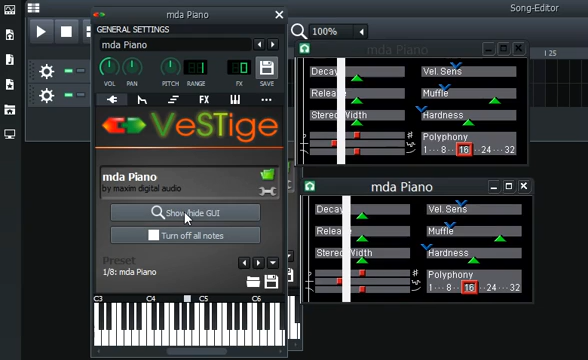 mda Piano
Song-Editor
GENERAL SETTINGS
mda Piano
100%
VOL
PAN
PITCH
RANGE
FX
SAVE
FX
VeSTige
mda Piano
by maxim digital audio
Show/hide GUI
Turn off all notes
Preset
1/8: mda Piano
C3
C4
C5
C6
mda Piano
Decay
Vel. Sens
Release
Muffle
Stereo Width
Hardness
Polyphony
1···8···16···24···32
mda Piano
Decay
Vel. Sens
Release
Muffle
Stereo Width
Hardness
Polyphony
1···8···16···24···32
25